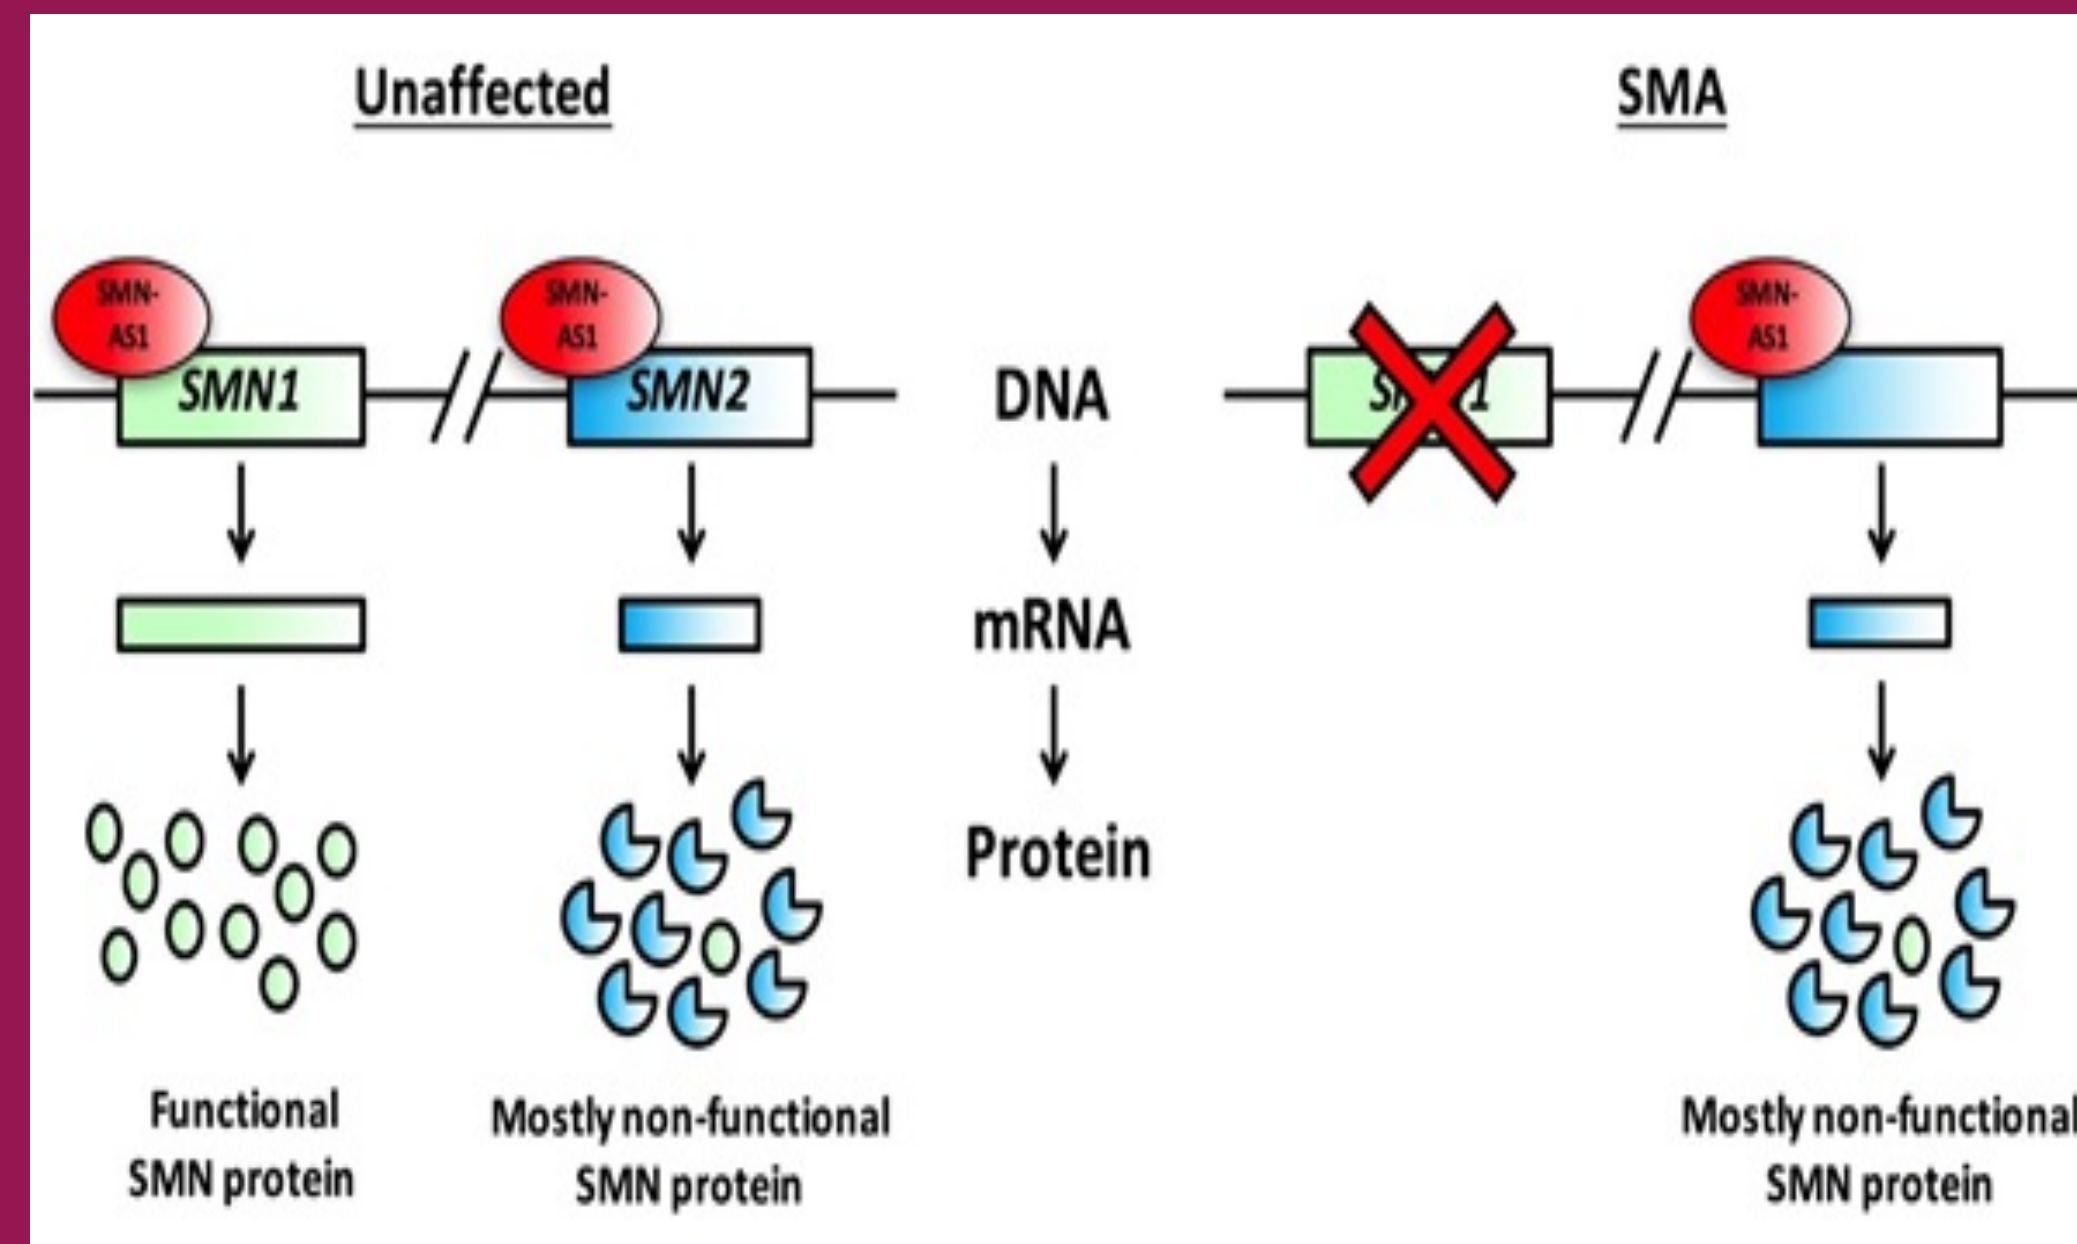 Unaffected
SMA
SMN-
AS1
SMN1
SMN-
AS1
SMN2
DNA
SMN-
AS1
mRNA
Protein
Functional
SMN protein
Mostly non-functional
SMN protein
Mostly non-functional
SMN protein